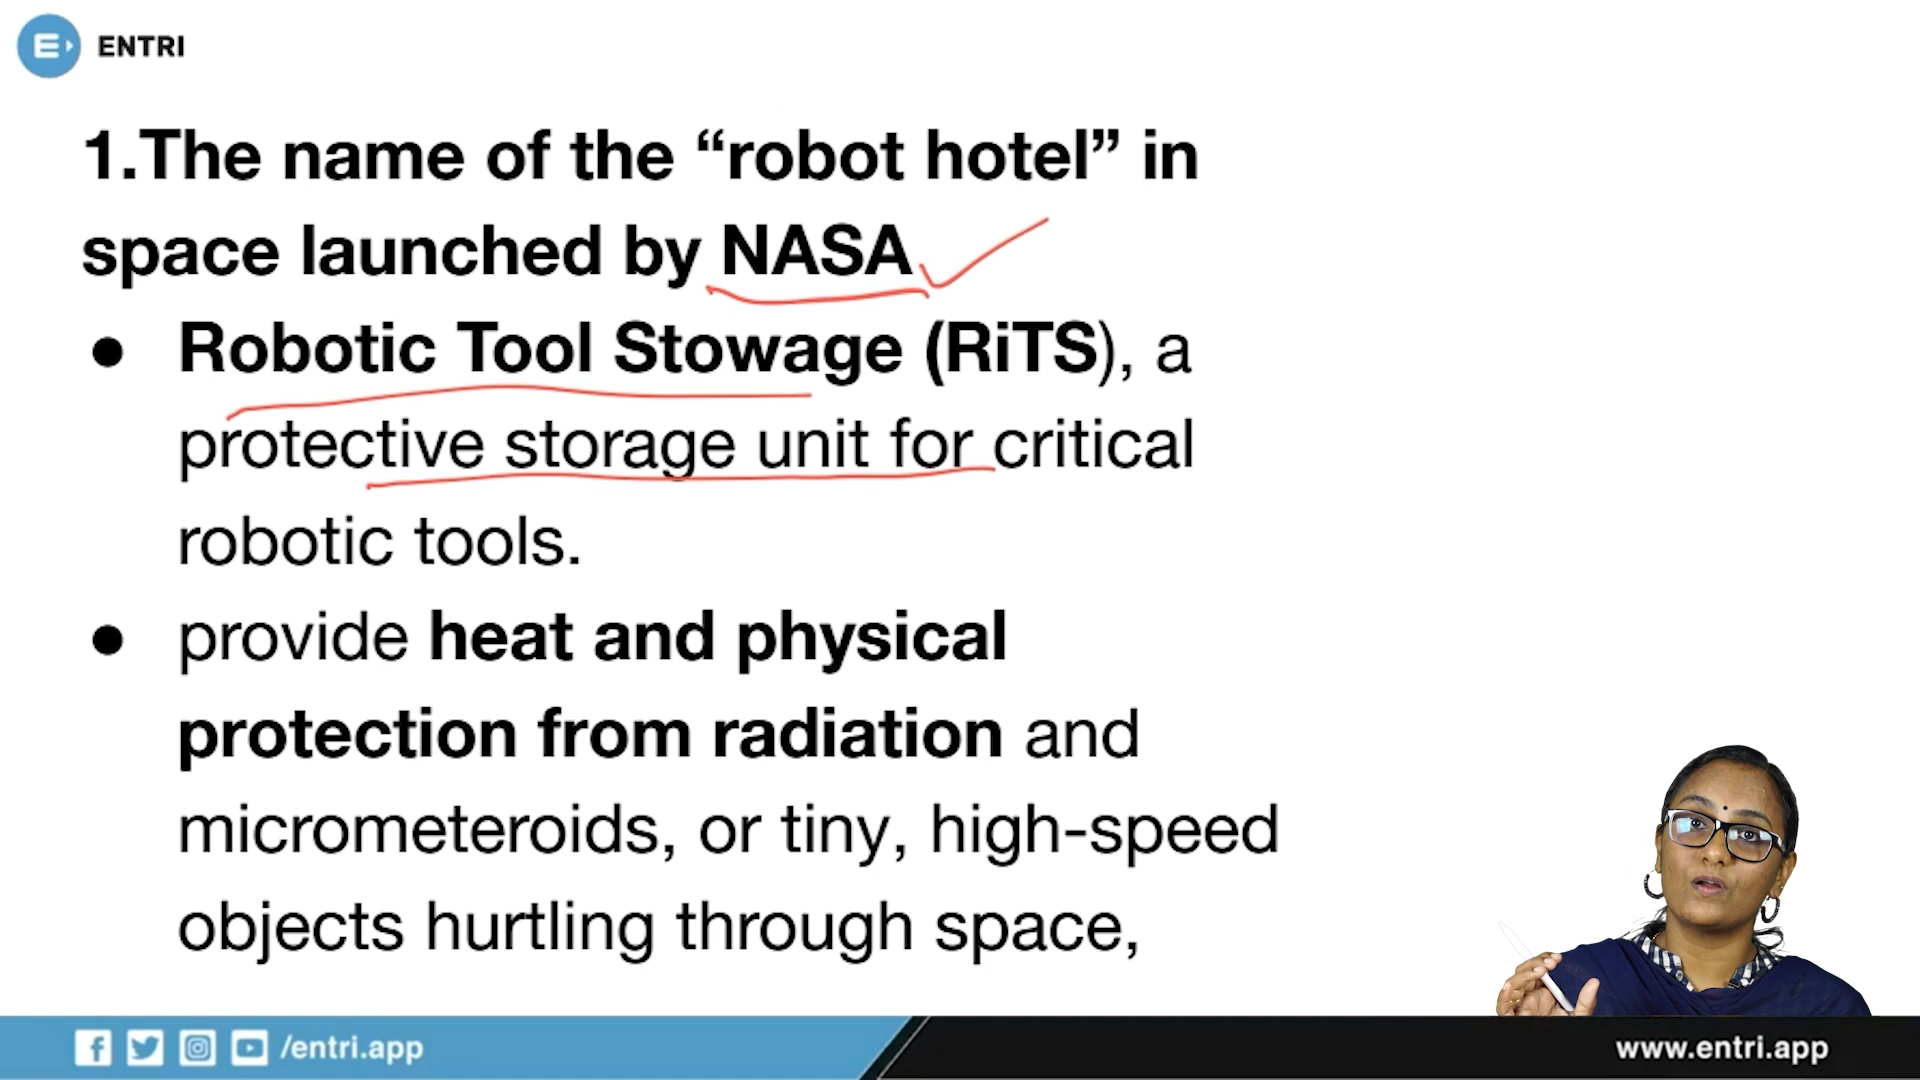 ENTRI
1.The name of the “robot hotel” in
space launched by NASA
● Robotic Tool Stowage (RiTS), a
protective storage unit for critical
robotic tools.
● provide heat and physical
protection from radiation and
micrometeroids, or tiny, high-speed
objects hurtling through space,
/entri.app
www.entri.app